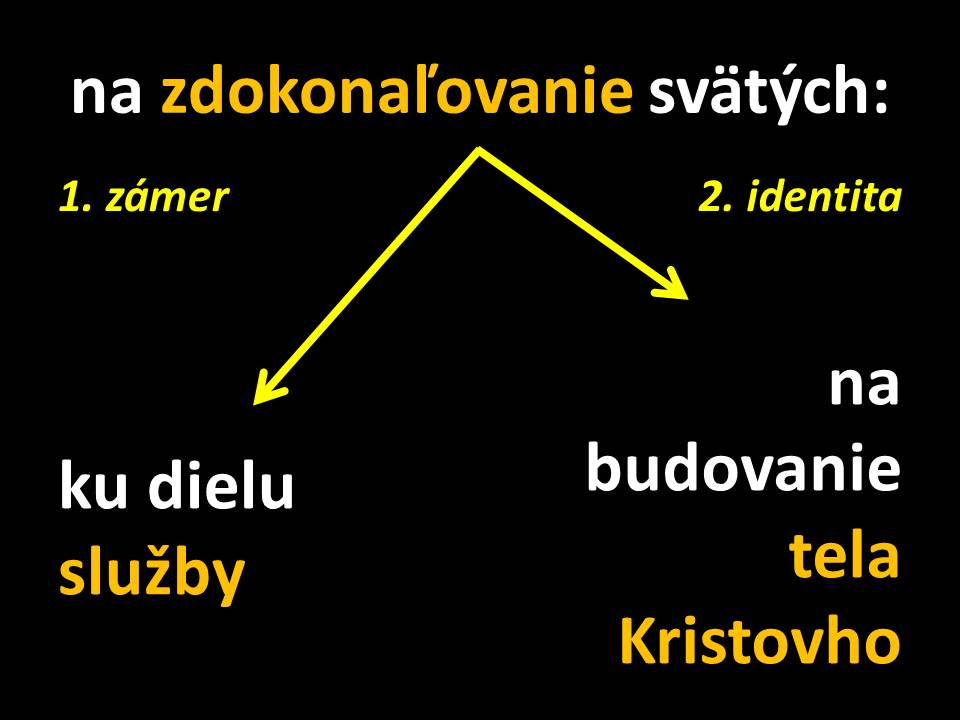 na zdokonaľovanie svätých:
1. zámer
2. identita
ku dielu
služby
na
budovanie
tela
Kristovho